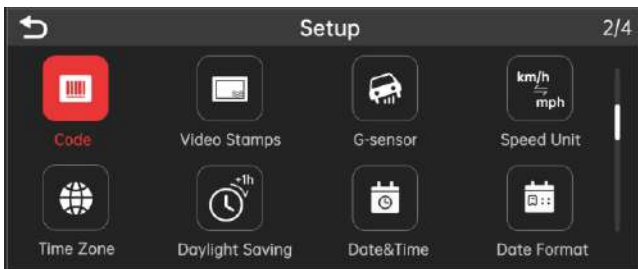 Setup 2/4
km/h
mph
Code Video Stamps G-sensor Speed Unit
+1h
Time Zone Daylight Saving Date&Time Date Format